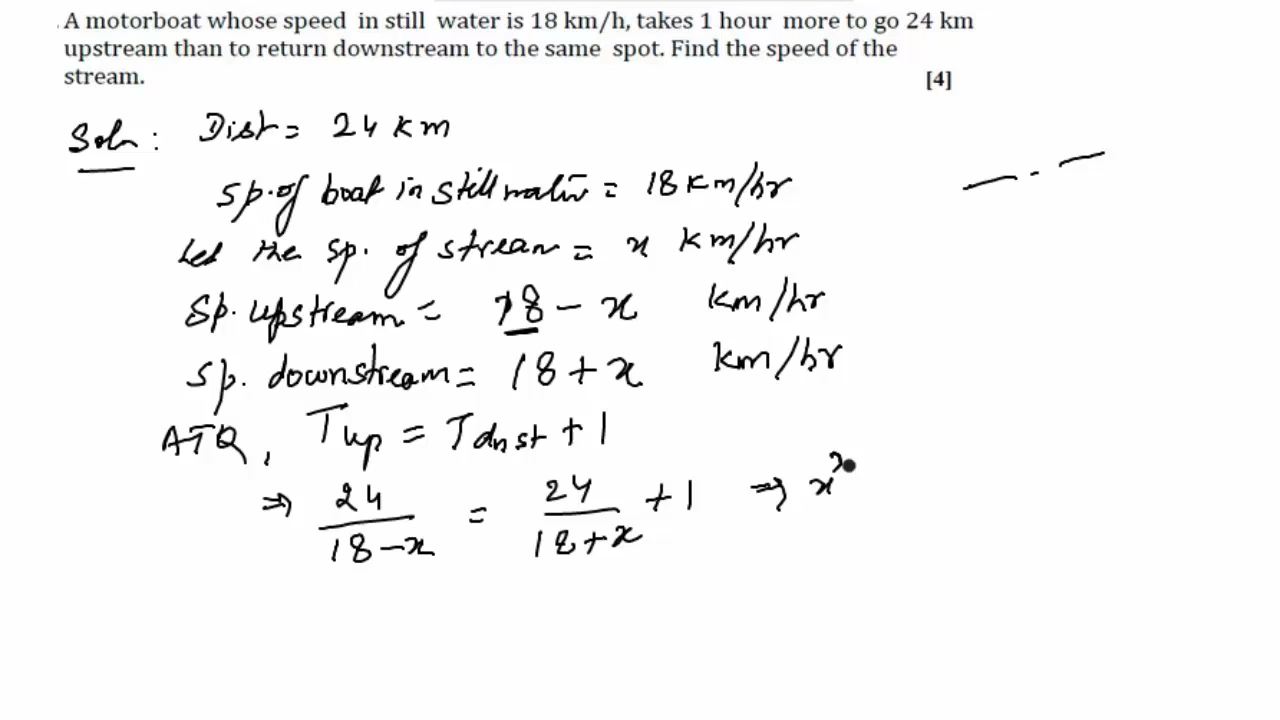 A motorboat whose speed in still water is 18 km/h, takes 1 hour more to go 24 km
upstream than to return downstream to the same spot. Find the speed of the
stream. [4]
Soln : Dist = 24 km
Sp. of boat in still water = 18 km/hr
Let the sp. of stream = x km/hr
Sp. upstream = 18 - x km/hr
Sp. downstream = 18 + x km/hr
ATQ, Tup = Tdnst + 1
⇒ 24/(18-x) = 24/(18+x) + 1 ⇒ x²